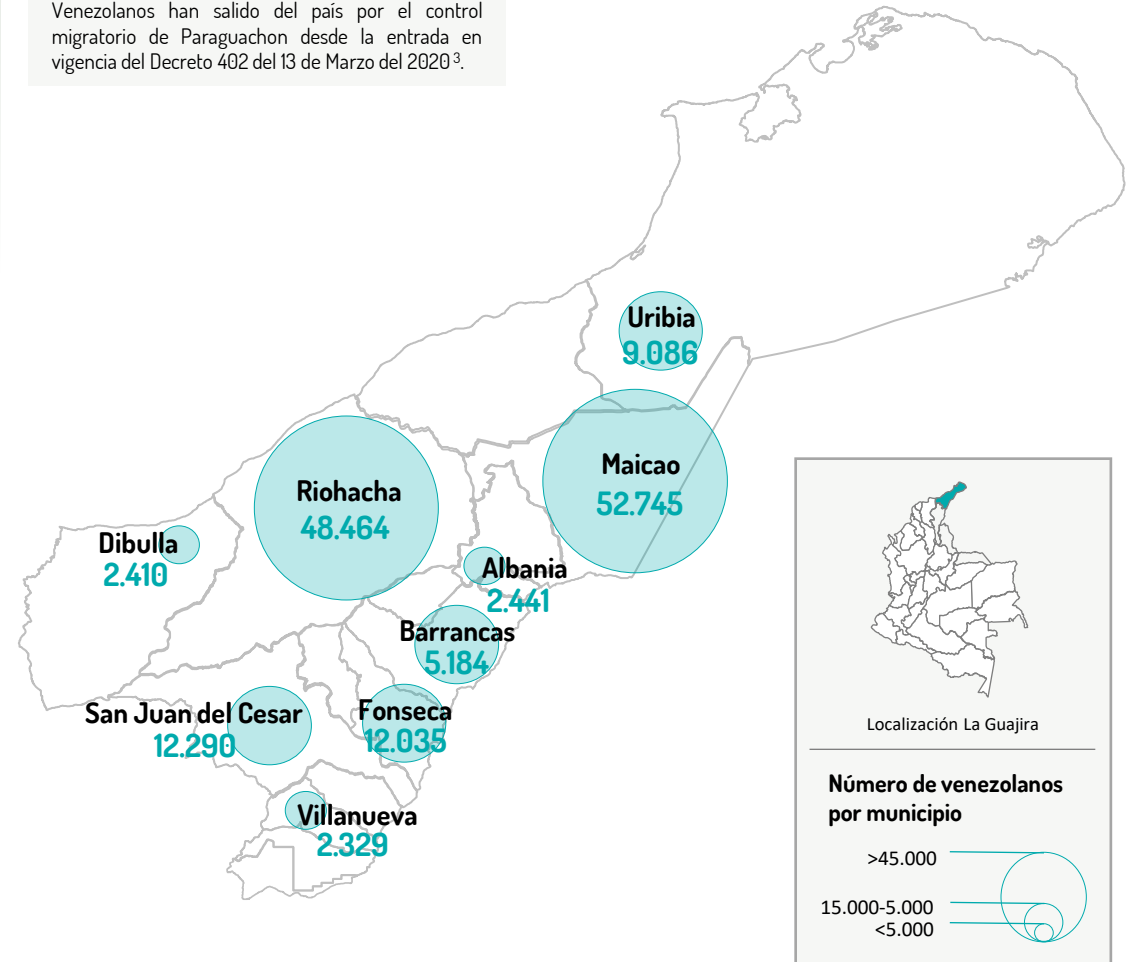 Venezolanos han salido del país por el control
migratorio de Paraguachon desde la entrada en
vigencia del Decreto 402 del 13 de Marzo del 2020 3.
Uribia
9.086
Maicao
52.745
Riohacha
48.464
Dibulla
2.410
Albania
2.441
Barrancas
5.184
San Juan del Cesar
12.290
Fonseca
12.035
Villanueva
2.329
Localización La Guajira
Número de venezolanos
por municipio
>45.000
15.000-5.000
<5.000